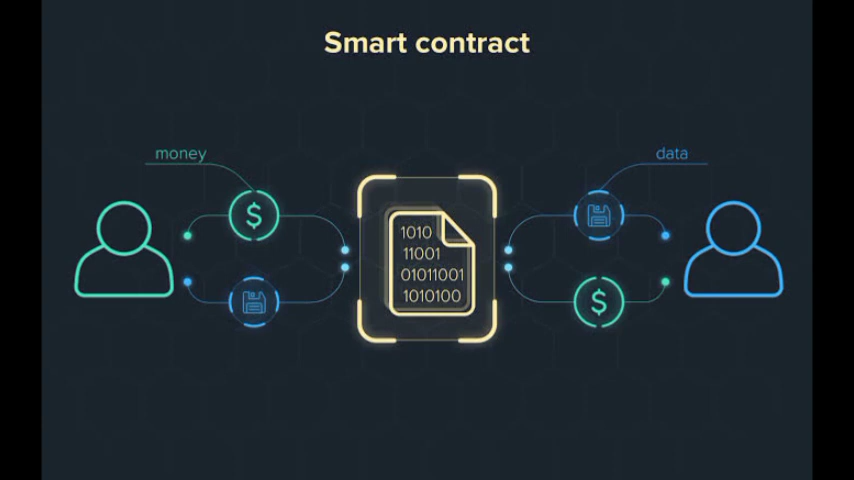 Smart contract
money
data
$
$
1010
11001
01011001
1010100